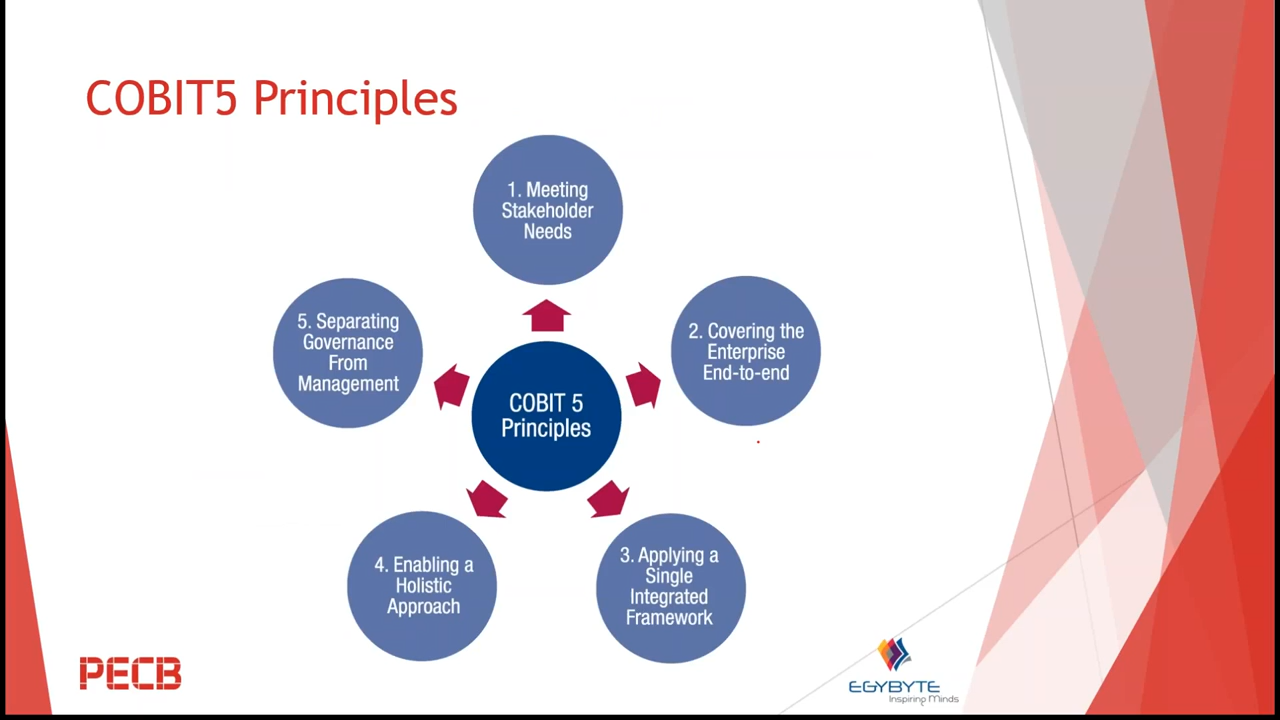 COBIT5 Principles
1. Meeting
Stakeholder
Needs
2. Covering the
Enterprise
End-to-end
3. Applying a
Single
Integrated
Framework
4. Enabling a
Holistic
Approach
5. Separating
Governance
From
Management
COBIT 5
Principles
PECB
EGYBYTE
Inspiring Minds